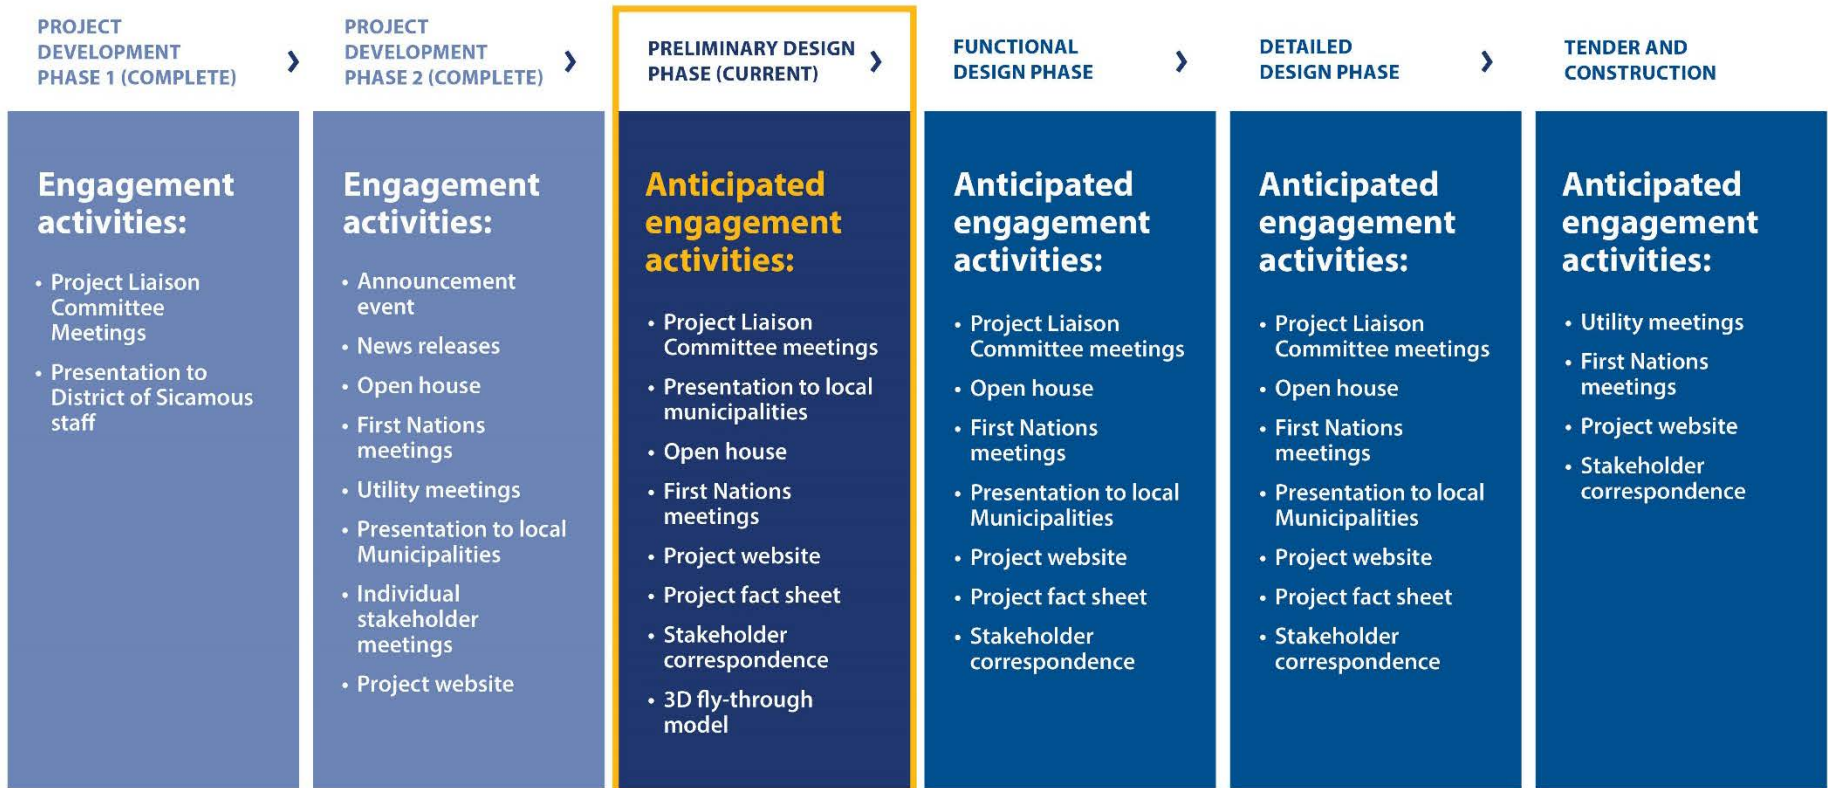 PROJECT
DEVELOPMENT
PHASE 1 (COMPLETE)
PROJECT
DEVELOPMENT
PHASE 2 (COMPLETE)
PRELIMINARY DESIGN
PHASE (CURRENT)
FUNCTIONAL
DESIGN PHASE
DETAILED
DESIGN PHASE
TENDER AND
CONSTRUCTION
Engagement
activities:
• Project Liaison
Committee
Meetings
• Presentation to
District of Sicamous
staff
Engagement
activities:
• Announcement
event
• News releases
• Open house
• First Nations
meetings
• Utility meetings
• Presentation to local
Municipalities
• Individual
stakeholder
meetings
• Project website
Anticipated
engagement
activities:
• Project Liaison
Committee meetings
• Presentation to local
municipalities
• Open house
• First Nations
meetings
• Project website
• Project fact sheet
• Stakeholder
correspondence
• 3D fly-through
model
Anticipated
engagement
activities:
• Project Liaison
Committee meetings
• Open house
• First Nations
meetings
• Presentation to local
Municipalities
• Project website
• Project fact sheet
• Stakeholder
correspondence
Anticipated
engagement
activities:
• Project Liaison
Committee meetings
• Open house
• First Nations
meetings
• Presentation to local
Municipalities
• Project website
• Project fact sheet
• Stakeholder
correspondence
Anticipated
engagement
activities:
• Utility meetings
• First Nations
meetings
• Project website
• Stakeholder
correspondence